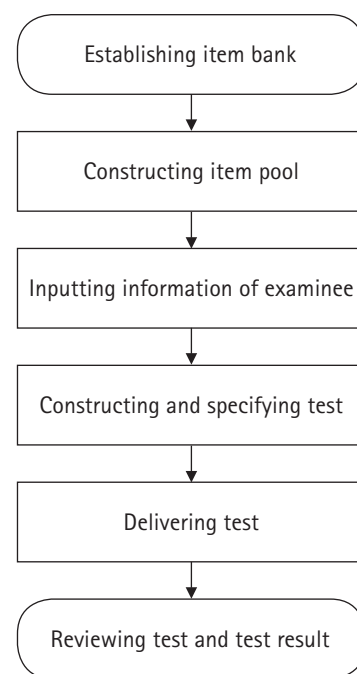 Establishing item bank
Constructing item pool
Inputting information of examinee
Constructing and specifying test
Delivering test
Reviewing test and test result